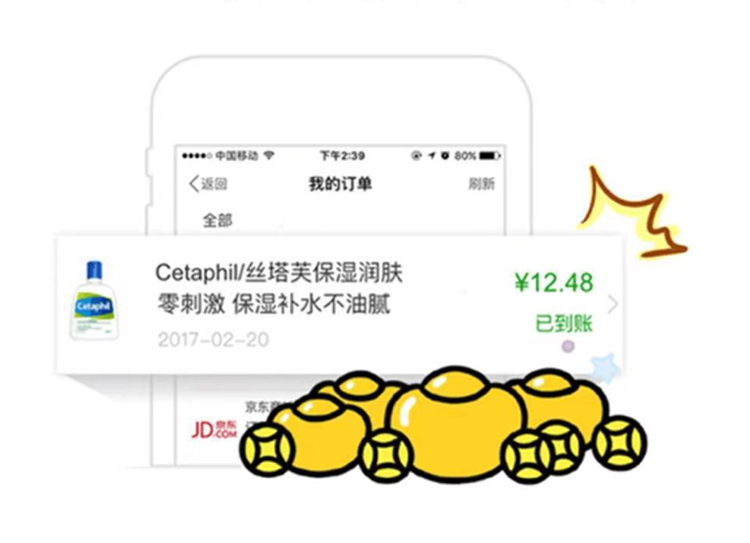 中国移动
下午2:39
80%
返回
我的订单
刷新
全部
Cetaphil
Cetaphil/丝塔芙保湿润肤
零刺激 保湿补水不油腻
2017-02-20
¥12.48
已到账
京东商
JD京东
.COM